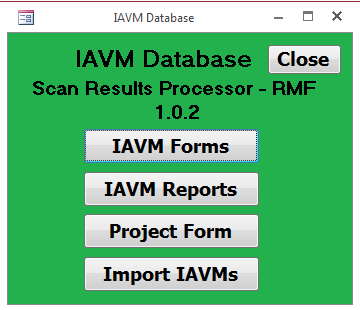 IAVM Database
IAVM Database
Close
Scan Results Processor - RMF
1.0.2
IAVM Forms
IAVM Reports
Project Form
Import IAVMs